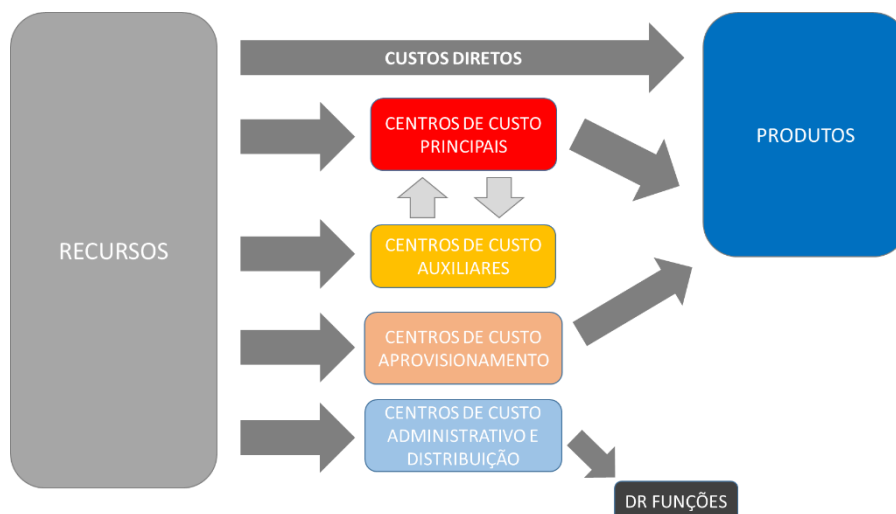 RECURSOS
CUSTOS DIRETOS
CENTROS DE CUSTO
PRINCIPAIS
CENTROS DE CUSTO
AUXILIARES
CENTROS DE CUSTO
APROVISIONAMENTO
CENTROS DE CUSTO
ADMINISTRATIVO E
DISTRIBUIÇÃO
PRODUTOS
DR FUNÇÕES